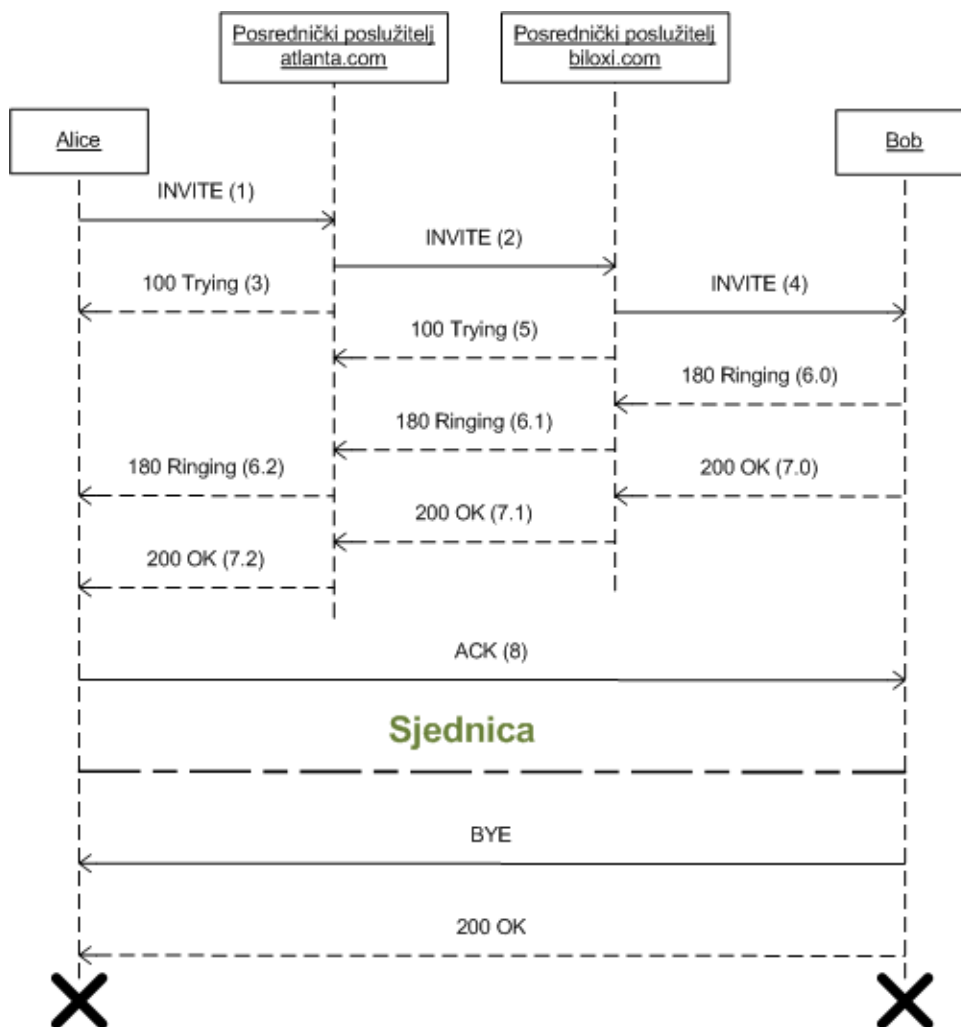 Posrednički poslužitelj
atlanta.com
Posrednički poslužitelj
biloxi.com
Alice
Bob
INVITE (1)
INVITE (2)
100 Trying (3)
INVITE (4)
100 Trying (5)
180 Ringing (6.0)
180 Ringing (6.1)
180 Ringing (6.2)
200 OK (7.0)
200 OK (7.1)
200 OK (7.2)
ACK (8)
Sjednica
BYE
200 OK